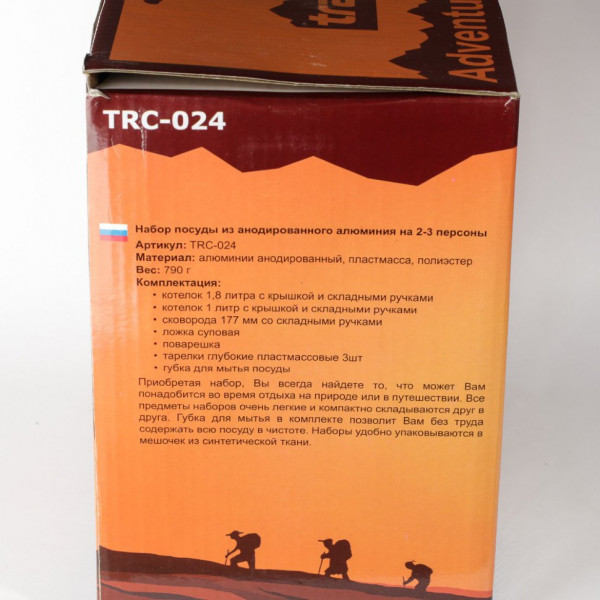 Adventu
TRC-024
Набор посуды из анодированного алюминия на 2-3 персоны
Артикул: TRC-024
Материал: алюминии анодированный, пластмасса, полиэстер
Вес: 790 г
Комплектация:
• котелок 1,8 литра с крышкой и складными ручками
• котелок 1 литр с крышкой и складными ручками
• сковорода 177 мм со складными ручками
• ложка суповая
• поварешка
• тарелки глубокие пластмассовые 3шт
• губка для мытья посуды
Приобретая набор, Вы всегда найдете то, что может Вам
понадобится во время отдыха на природе или в путешествии. Все
предметы наборов очень легкие и компактно складываются друг в
друга. Губка для мытья в комплекте позволит Вам без труда
содержать всю посуду в чистоте. Наборы удобно упаковываются в
мешочек из синтетической ткани.